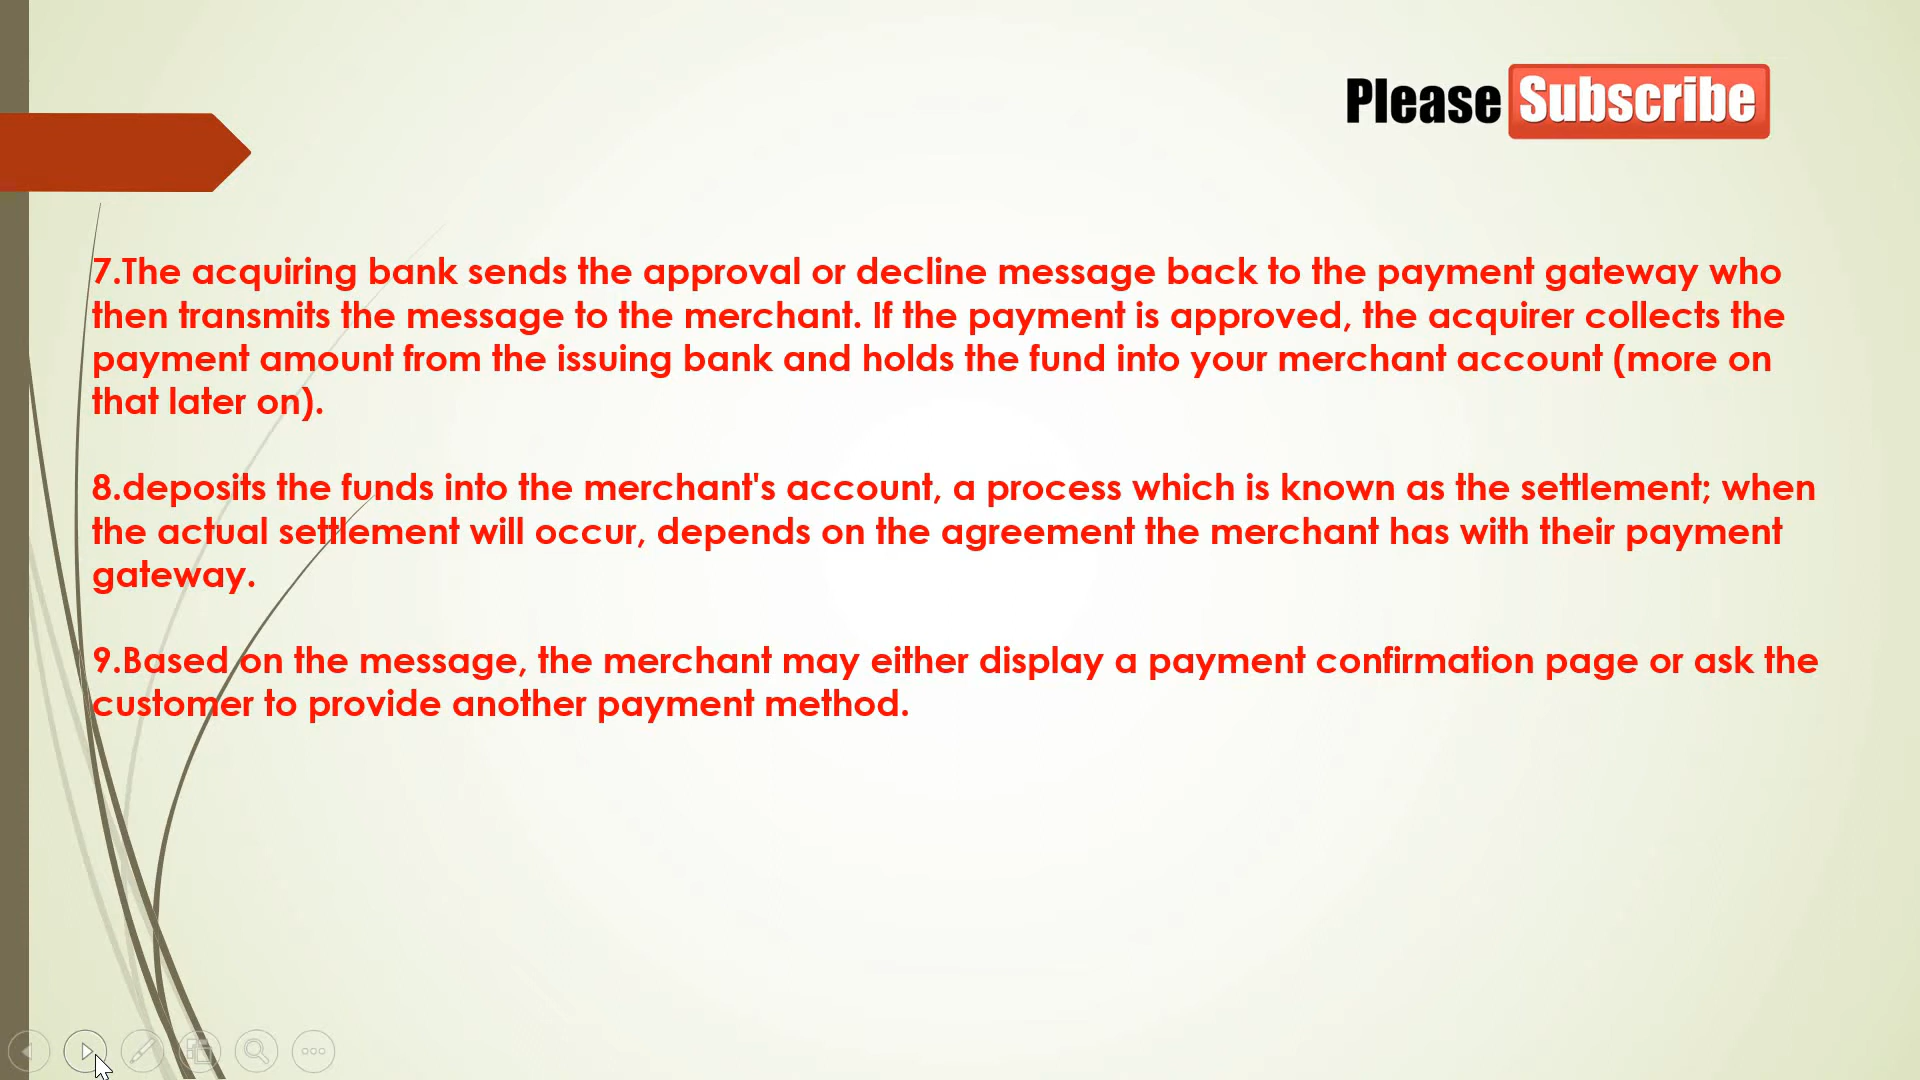 Please Subscribe
7.The acquiring bank sends the approval or decline message back to the payment gateway who
then transmits the message to the merchant. If the payment is approved, the acquirer collects the
payment amount from the issuing bank and holds the fund into your merchant account (more on
that later on).
8.deposits the funds into the merchant's account, a process which is known as the settlement; when
the actual settlement will occur, depends on the agreement the merchant has with their payment
gateway.
9.Based on the message, the merchant may either display a payment confirmation page or ask the
customer to provide another payment method.